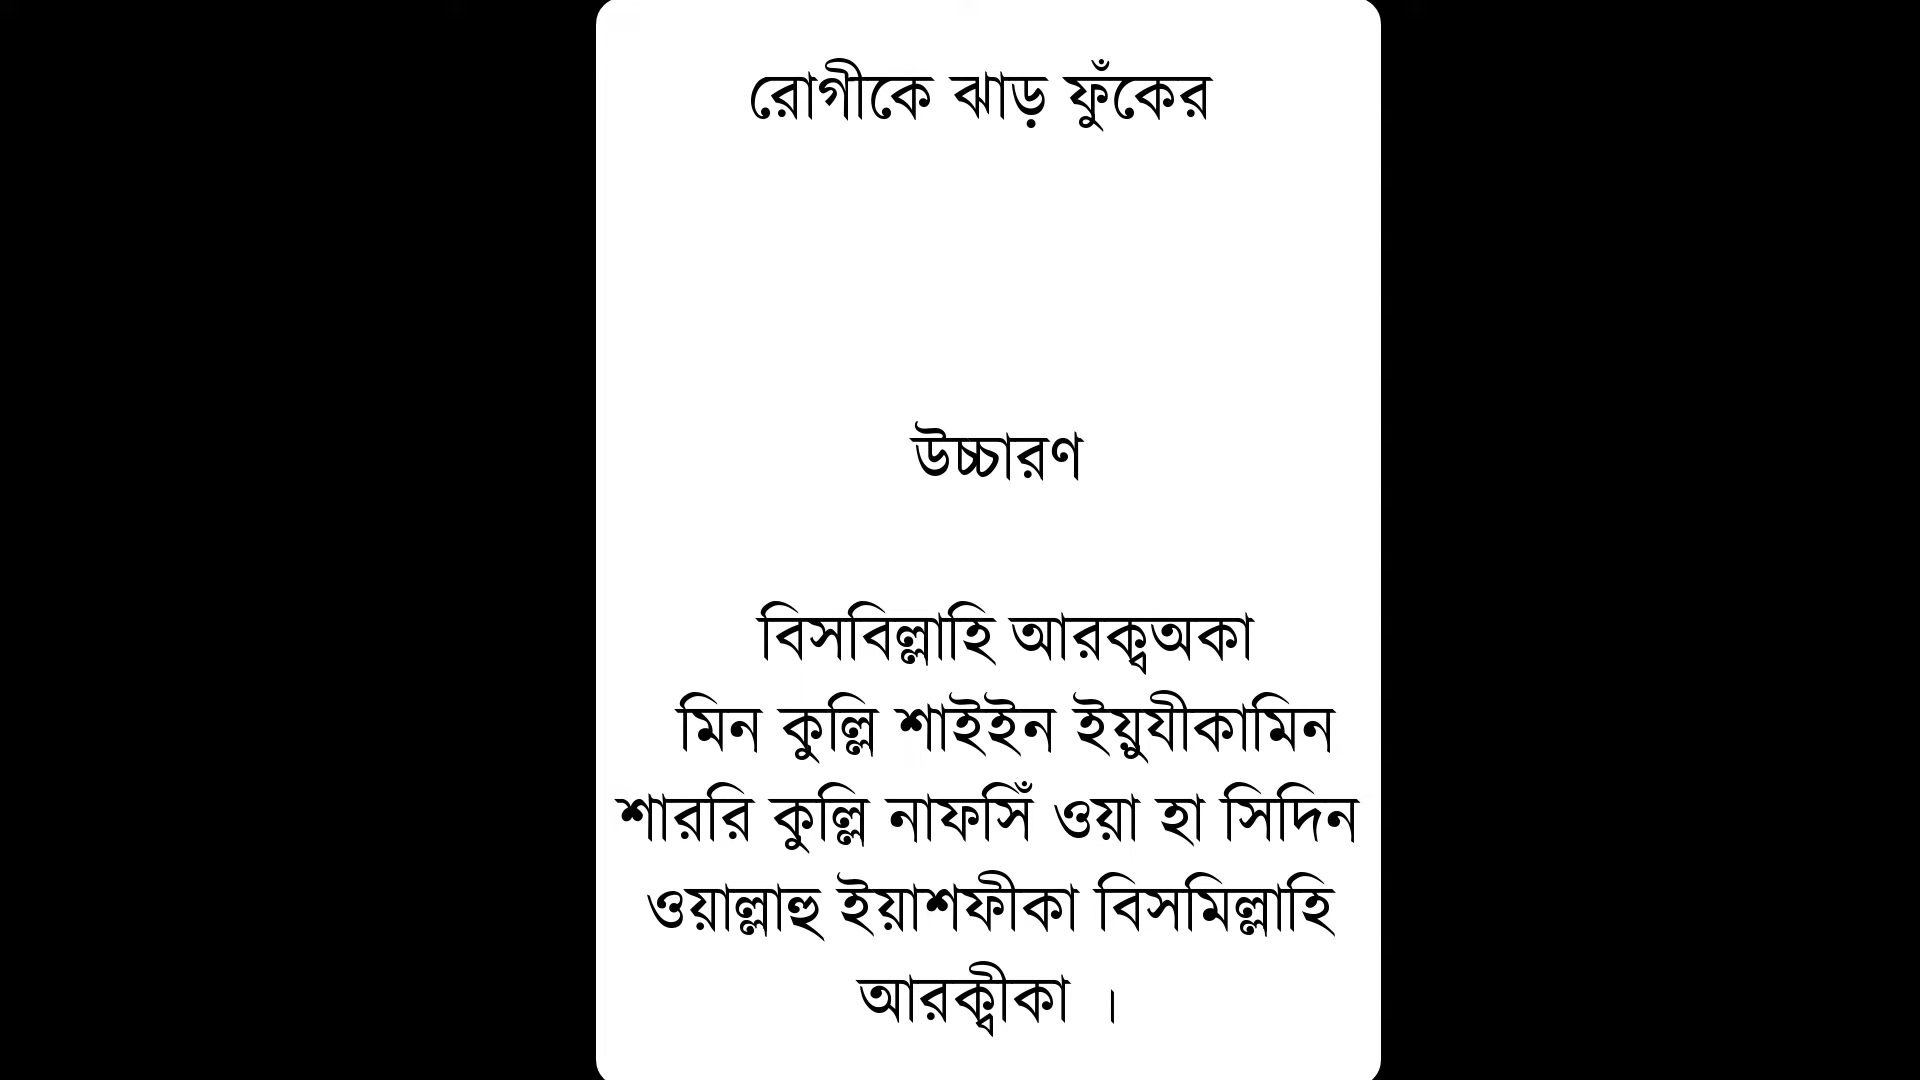 রোগীকে ঝাড় ফুঁকের
উচ্চারণ
বিসবিল্লাহি আরক্বঅকা
মিন কুল্লি শাইইন ইয়ুযীকামিন
শাররি কুল্লি নাফসিঁ ওয়া হা সিদিন
ওয়াল্লাহু ইয়াশফীকা বিসমিল্লাহি
আরক্বীকা ।